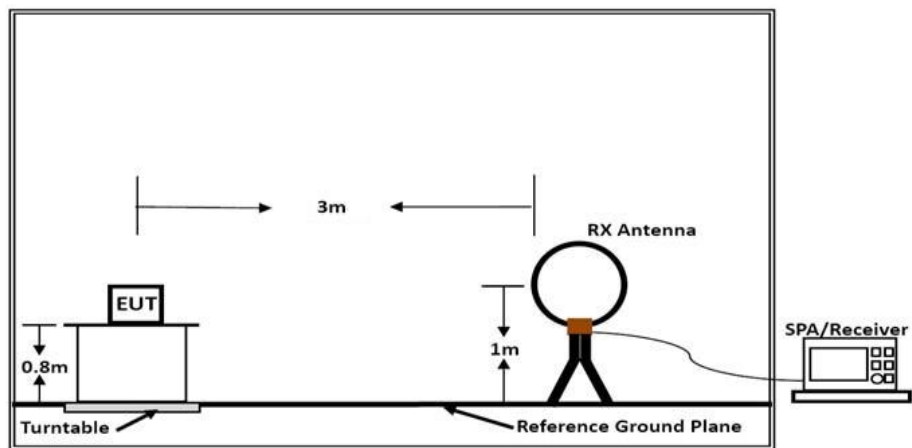 3m
RX Antenna
EUT
SPA/Receiver
0.8m
1m
Turntable
Reference Ground Plane